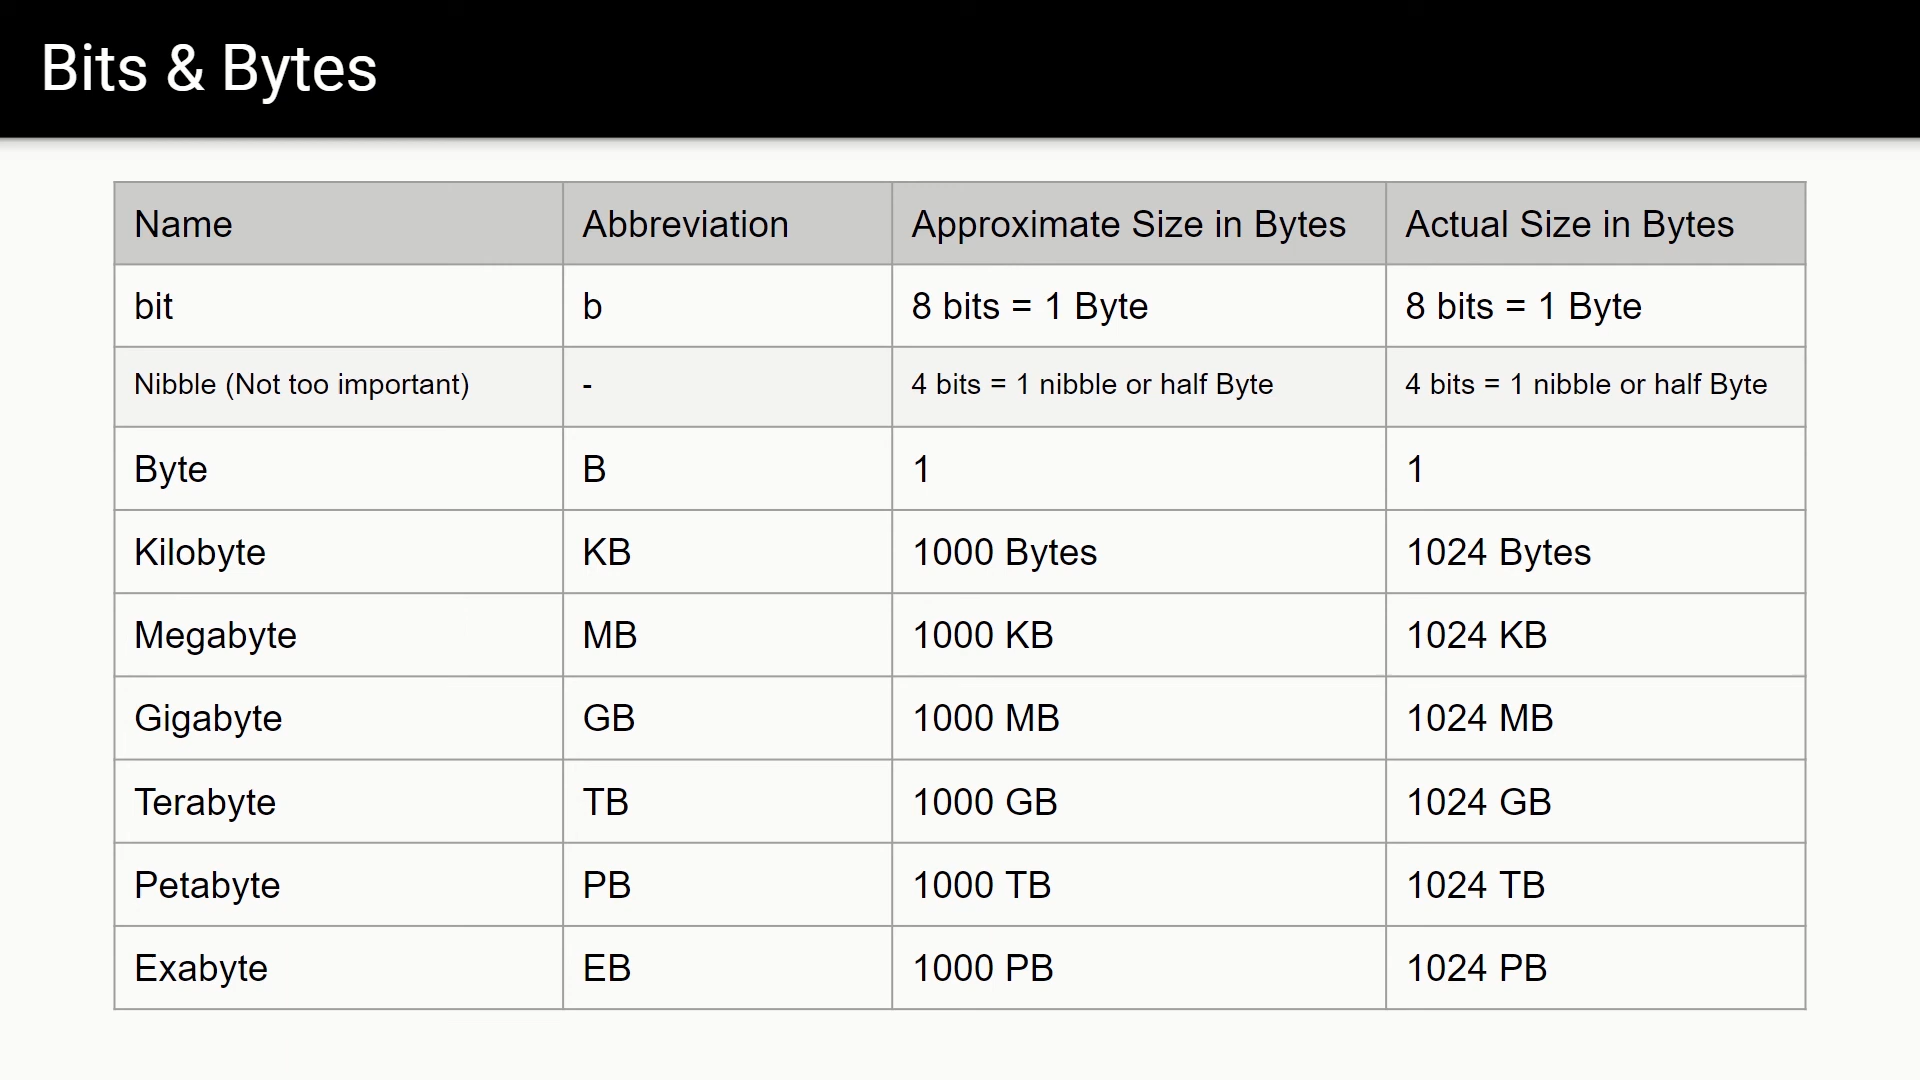 Bits & Bytes
Name Abbreviation Approximate Size in Bytes Actual Size in Bytes
bit b 8 bits = 1 Byte 8 bits = 1 Byte
Nibble (Not too important) - 4 bits = 1 nibble or half Byte 4 bits = 1 nibble or half Byte
Byte B 1 1
Kilobyte KB 1000 Bytes 1024 Bytes
Megabyte MB 1000 KB 1024 KB
Gigabyte GB 1000 MB 1024 MB
Terabyte TB 1000 GB 1024 GB
Petabyte PB 1000 TB 1024 TB
Exabyte EB 1000 PB 1024 PB